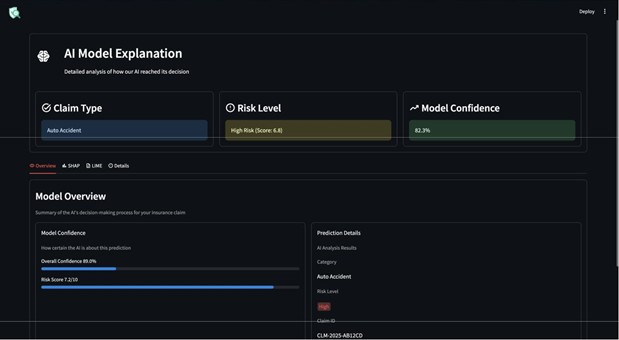 Deploy
AI Model Explanation
Detailed analysis of how our AI reached its decision
Claim Type
Auto Accident
Risk Level
High Risk (Score: 6.8)
Model Confidence
82.3%
Overview
SHAP
LIME
Details
Model Overview
Summary of the AI's decision-making process for your insurance claim
Model Confidence
How certain the AI is about this prediction
Overall Confidence 89.0%
Risk Score 7.2/10
Prediction Details
AI Analysis Results
Category
Auto Accident
Risk Level
High
Claim ID
CLM-2025-AB12CD